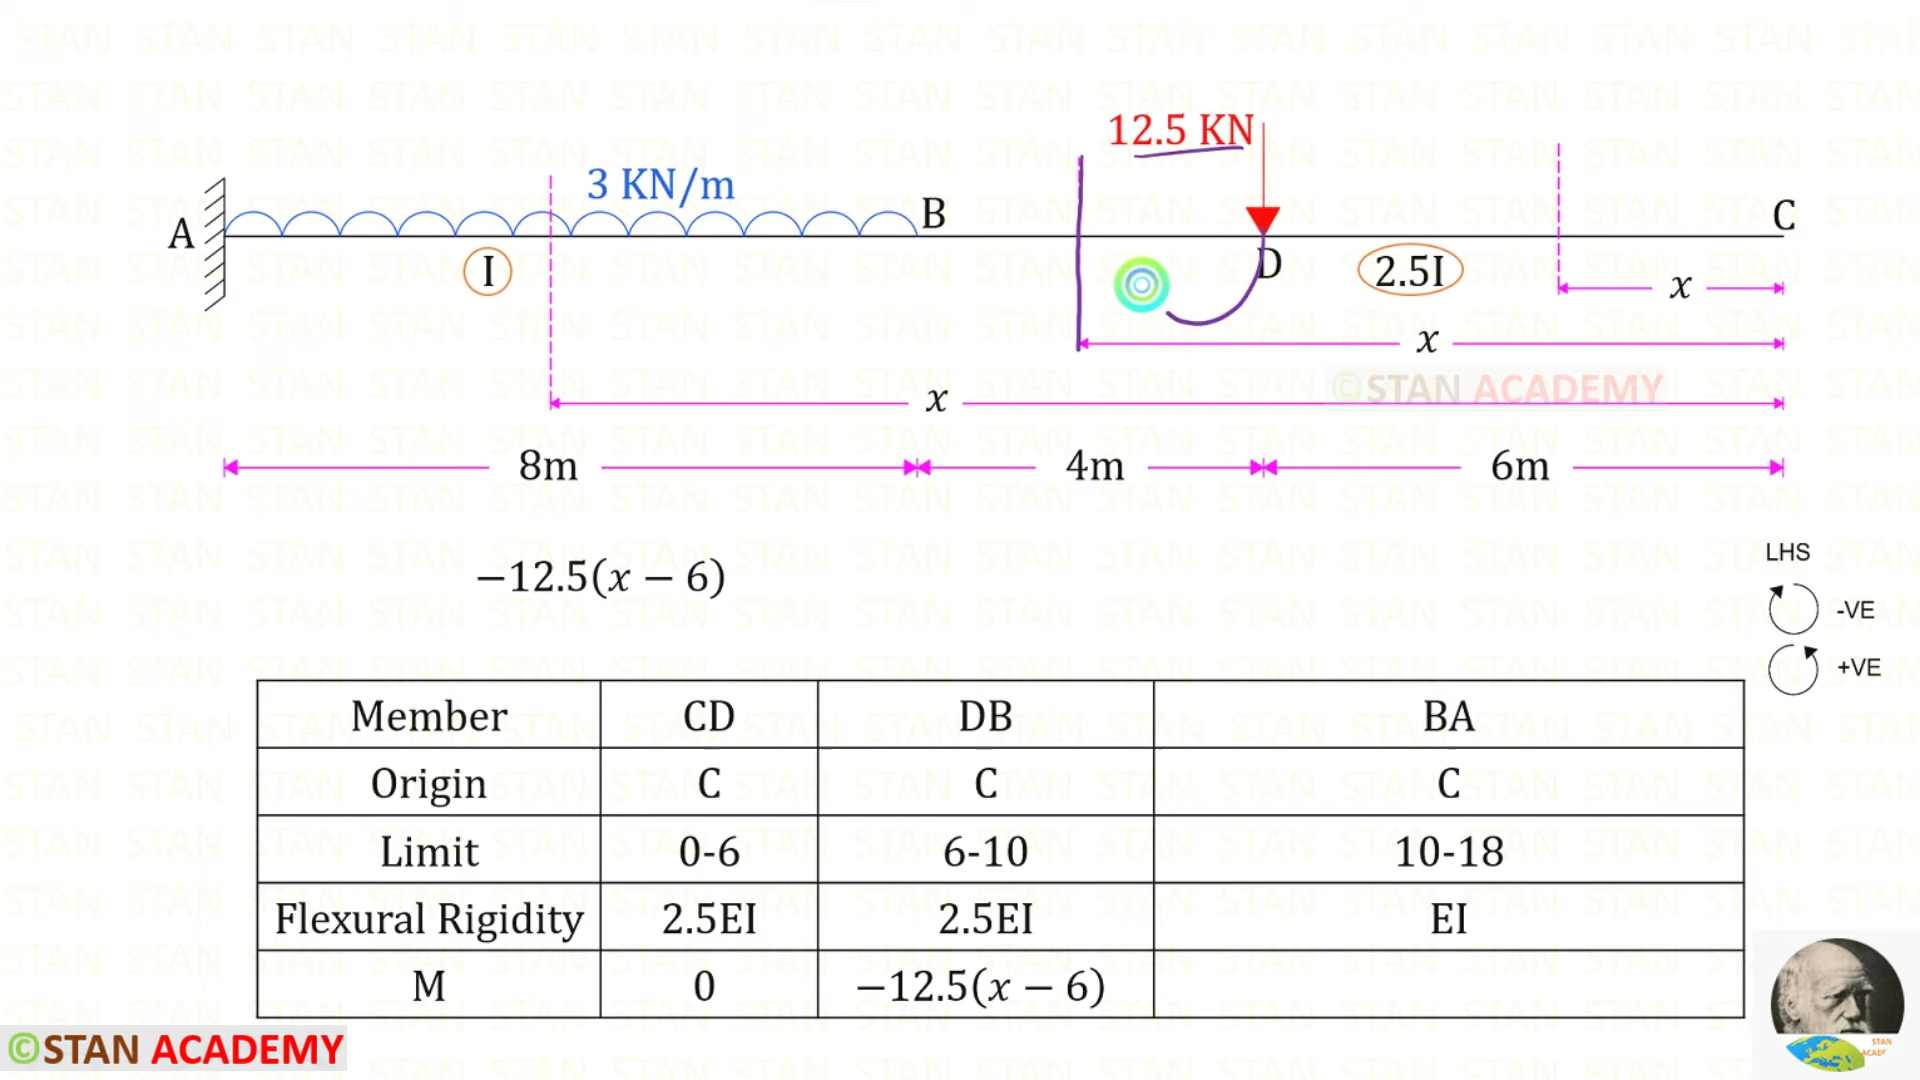 12.5 KN
3 KN/m
A B C
I D 2.5I
x
x
©STAN ACADEMY
x
8m 4m 6m
LHS
−12.5(x − 6)
-VE
+VE
Member CD DB BA
Origin C C C
Limit 0-6 6-10 10-18
Flexural Rigidity 2.5EI 2.5EI EI
M 0 −12.5(x − 6)
©STAN ACADEMY